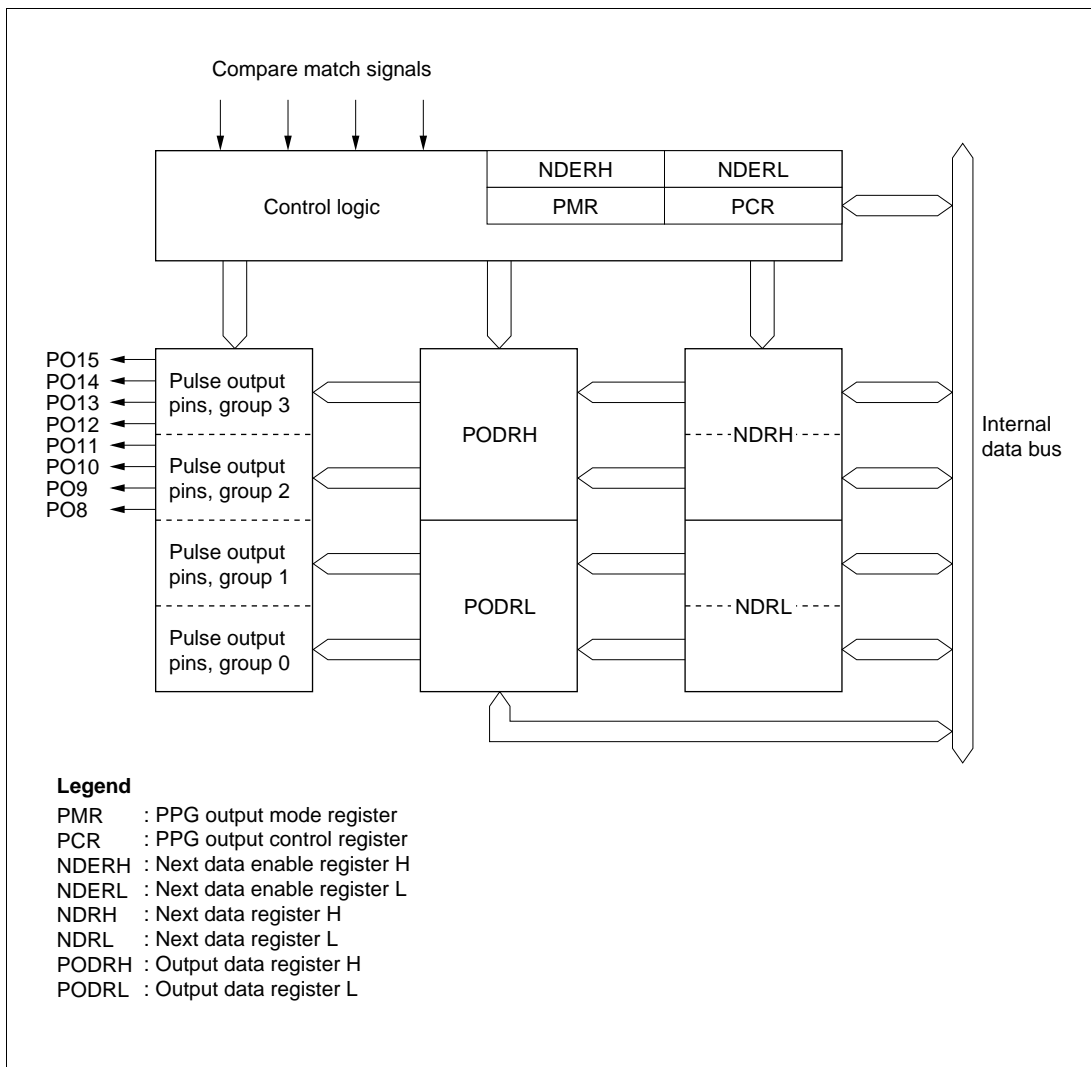 Compare match signals
NDERH NDERL
Control logic PMR PCR
PO15
PO14
PO13
PO12
PO11
PO10
PO9
PO8
Pulse output
pins, group 3
Pulse output
pins, group 2
Pulse output
pins, group 1
Pulse output
pins, group 0
PODRH
PODRL
NDRH
NDRL
Internal
data bus
Legend
PMR : PPG output mode register
PCR : PPG output control register
NDERH : Next data enable register H
NDERL : Next data enable register L
NDRH : Next data register H
NDRL : Next data register L
PODRH : Output data register H
PODRL : Output data register L